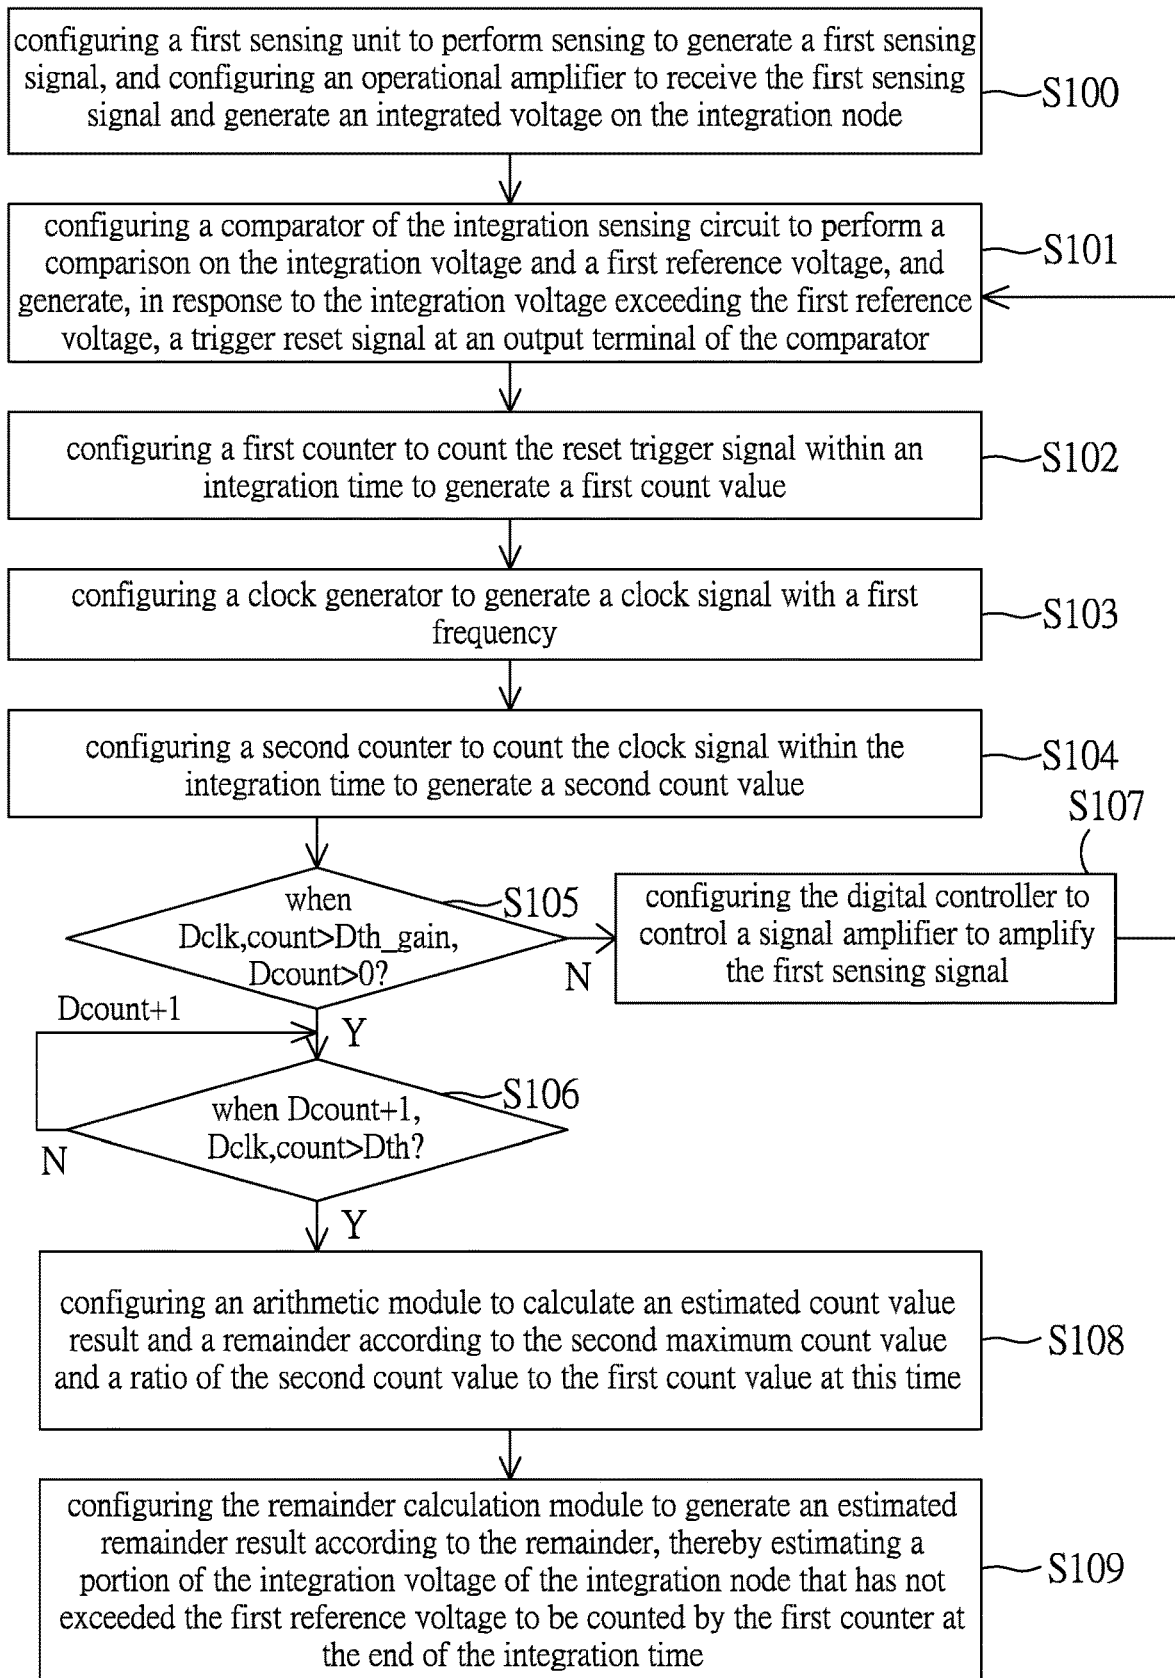 configuring a first sensing unit to perform sensing to generate a first sensing
signal, and configuring an operational amplifier to receive the first sensing
signal and generate an integrated voltage on the integration node
S100
configuring a comparator of the integration sensing circuit to perform a
comparison on the integration voltage and a first reference voltage, and
generate, in response to the integration voltage exceeding the first reference
voltage, a trigger reset signal at an output terminal of the comparator
S101
configuring a first counter to count the reset trigger signal within an
integration time to generate a first count value
S102
configuring a clock generator to generate a clock signal with a first
frequency
S103
configuring a second counter to count the clock signal within the
integration time to generate a second count value
S104
when
Dclk,count>Dth_gain,
Dcount>0?
S105
N
S107
configuring the digital controller to
control a signal amplifier to amplify
the first sensing signal
Y
Dcount+1
when Dcount+1,
Dclk,count>Dth?
S106
N
Y
configuring an arithmetic module to calculate an estimated count value
result and a remainder according to the second maximum count value
and a ratio of the second count value to the first count value at this time
S108
configuring the remainder calculation module to generate an estimated
remainder result according to the remainder, thereby estimating a
portion of the integration voltage of the integration node that has not
exceeded the first reference voltage to be counted by the first counter at
the end of the integration time
S109